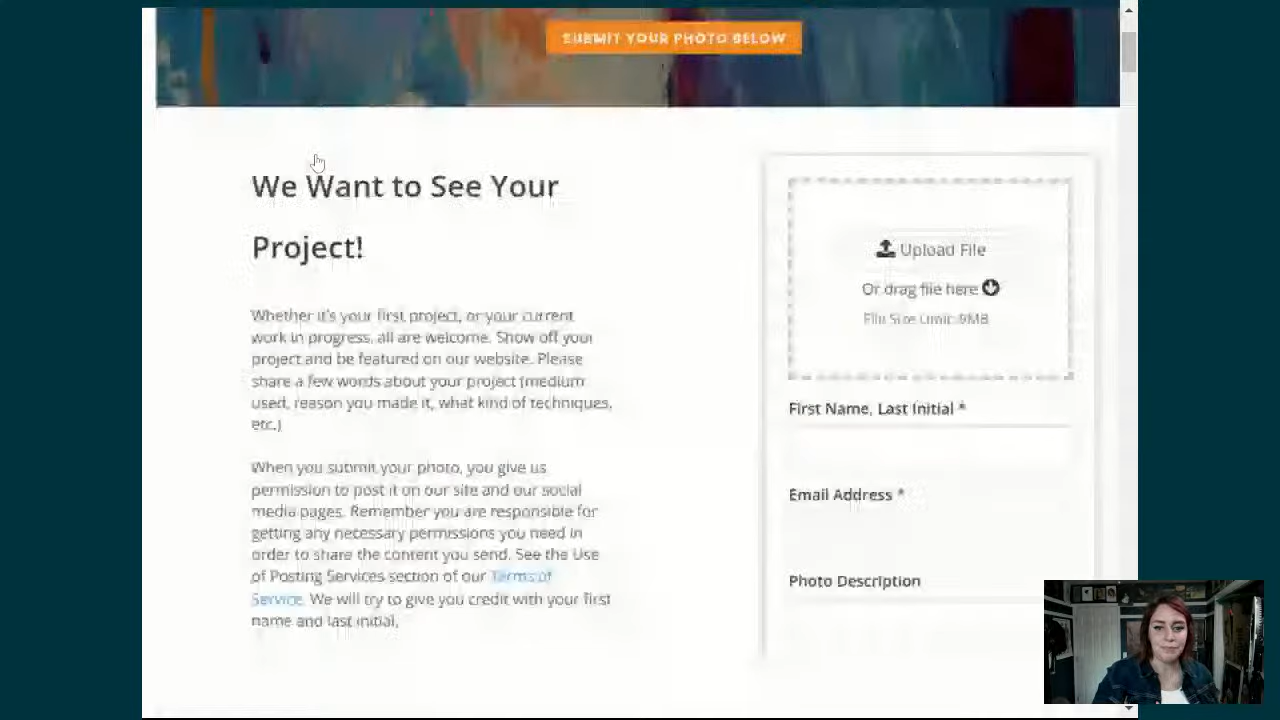 SUBMIT YOUR PHOTO BELOW
We Want to See Your
Project!
Whether it's your first project, or your current
work in progress, all are welcome. Show off your
project and be featured on our website. Please
share a few words about your project (medium
used, reason you made it, what kind of techniques,
etc.)
When you submit your photo, you give us
permission to post it on our site and our social
media pages. Remember you are responsible for
getting any necessary permissions you need in
order to share the content you send. See the Use
of Posting Services section of our Terms of
Service. We will try to give you credit with your first
name and last initial.
Upload File
Or drag file here
File Size Limit: 9MB
First Name, Last Initial *
Email Address *
Photo Description